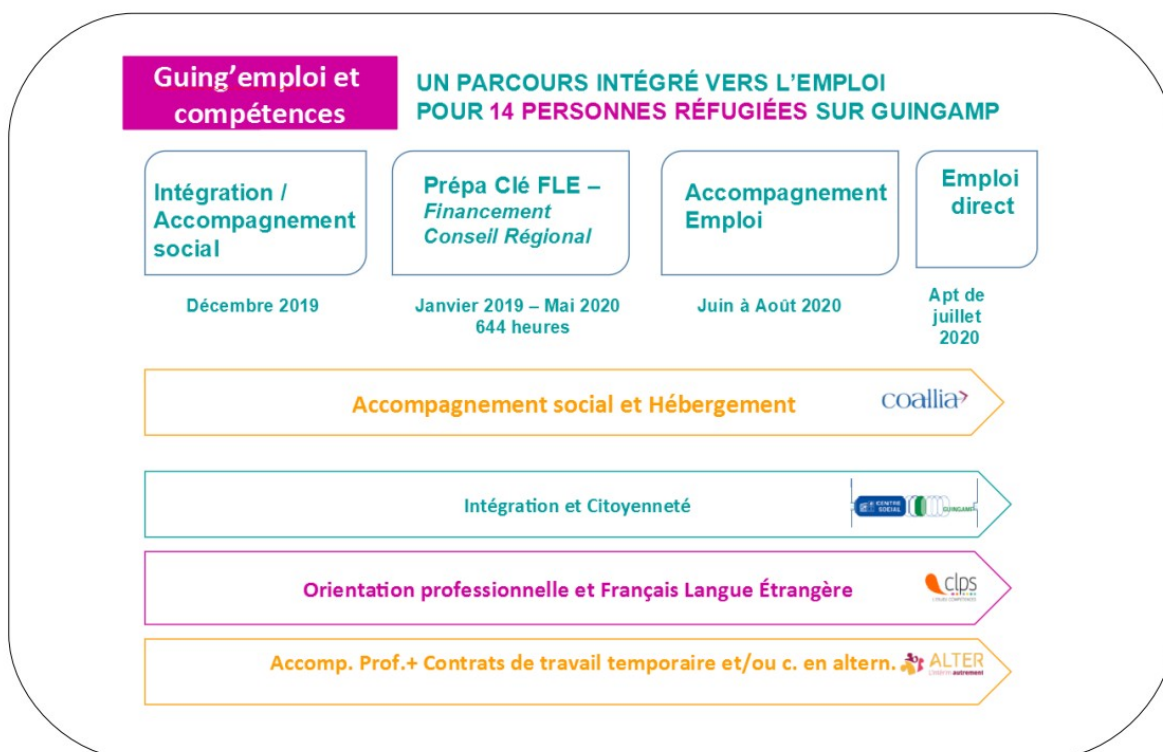 Guing'emploi et
compétences
UN PARCOURS INTÉGRÉ VERS L'EMPLOI
POUR 14 PERSONNES RÉFUGIÉES SUR GUINGAMP
Intégration /
Accompagnement
social
Prépa Clé FLE –
Financement
Conseil Régional
Accompagnement
Emploi
Emploi
direct
Décembre 2019
Janvier 2019 – Mai 2020
644 heures
Juin à Août 2020
Apt de
juillet
2020
Accompagnement social et Hébergement
coallia
Intégration et Citoyenneté
CENTRE
SOCIAL
GUINGAMP
Orientation professionnelle et Français Langue Étrangère
clps
Accomp. Prof.+ Contrats de travail temporaire et/ou c. en altern.
ALTER
L'intérim autrement